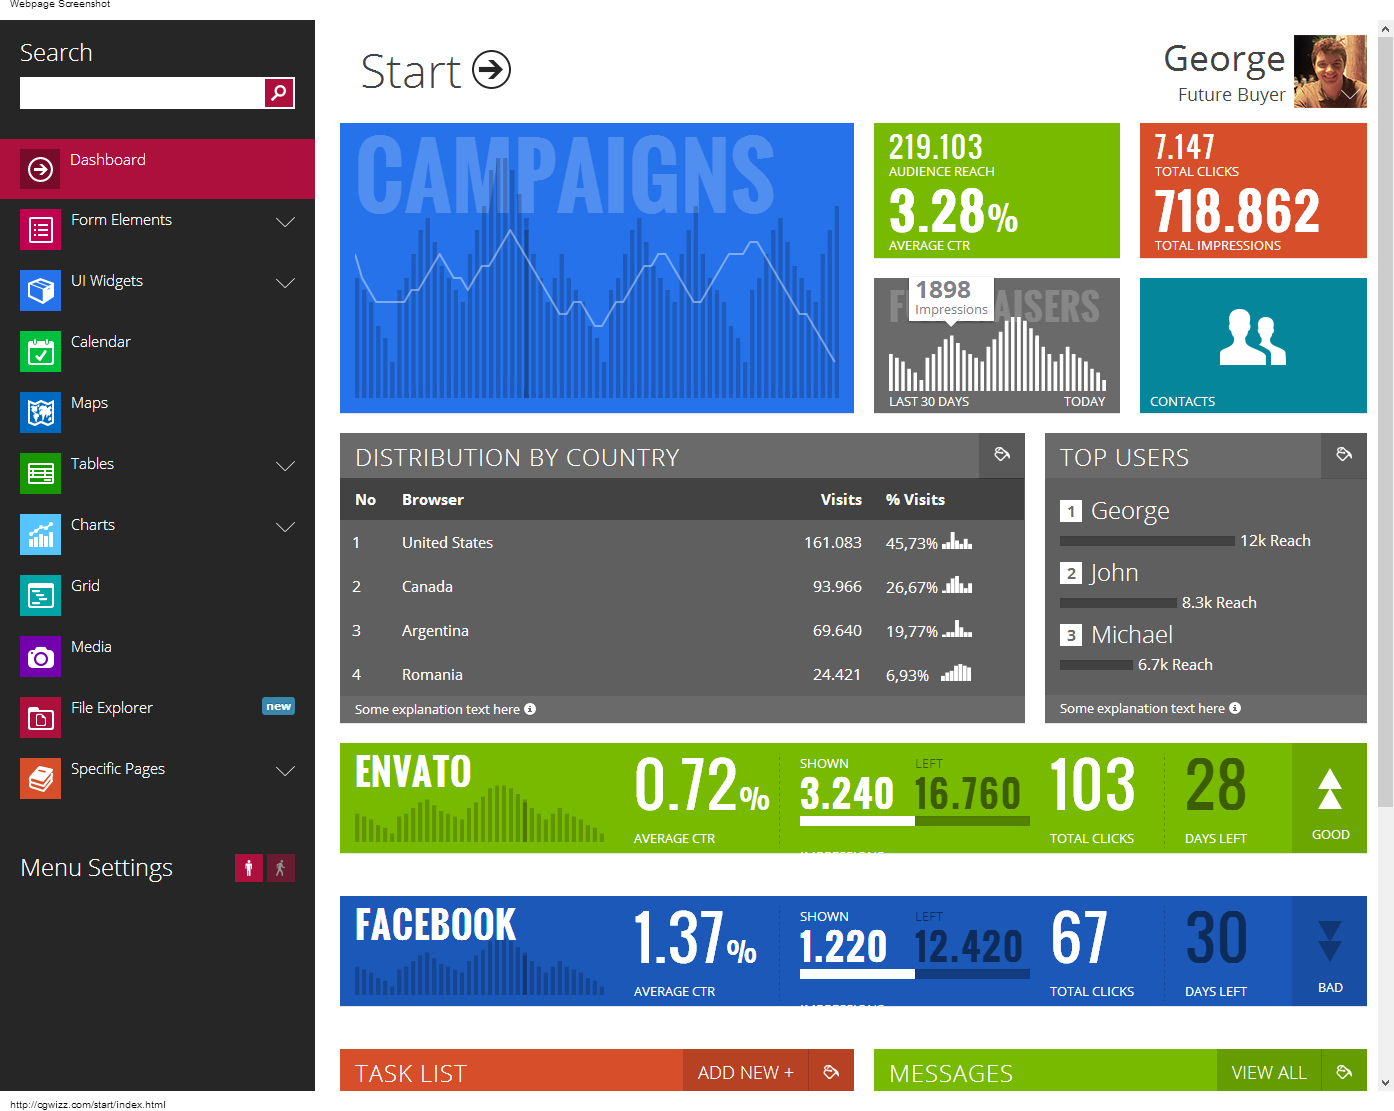 Webpage Screenshot
Search
Start
George
Future Buyer
Dashboard
Form Elements
UI Widgets
Calendar
Maps
Tables
Charts
Grid
Media
File Explorer
new
Specific Pages
Menu Settings
CAMPAIGNS
219.103
AUDIENCE REACH
3.28%
AVERAGE CTR
7.147
TOTAL CLICKS
718.862
TOTAL IMPRESSIONS
1898
Impressions
LAST 30 DAYS TODAY
CONTACTS
DISTRIBUTION BY COUNTRY
No Browser Visits % Visits
1 United States 161.083 45,73%
2 Canada 93.966 26,67%
3 Argentina 69.640 19,77%
4 Romania 24.421 6,93%
Some explanation text here
TOP USERS
1 George
12k Reach
2 John
8.3k Reach
3 Michael
6.7k Reach
Some explanation text here
ENVATO
0.72%
AVERAGE CTR
SHOWN LEFT
3.240 16.760
103
TOTAL CLICKS
28
DAYS LEFT
GOOD
FACEBOOK
1.37%
AVERAGE CTR
SHOWN LEFT
1.220 12.420
67
TOTAL CLICKS
30
DAYS LEFT
BAD
TASK LIST ADD NEW +
MESSAGES VIEW ALL
http://cgwizz.com/start/index.html